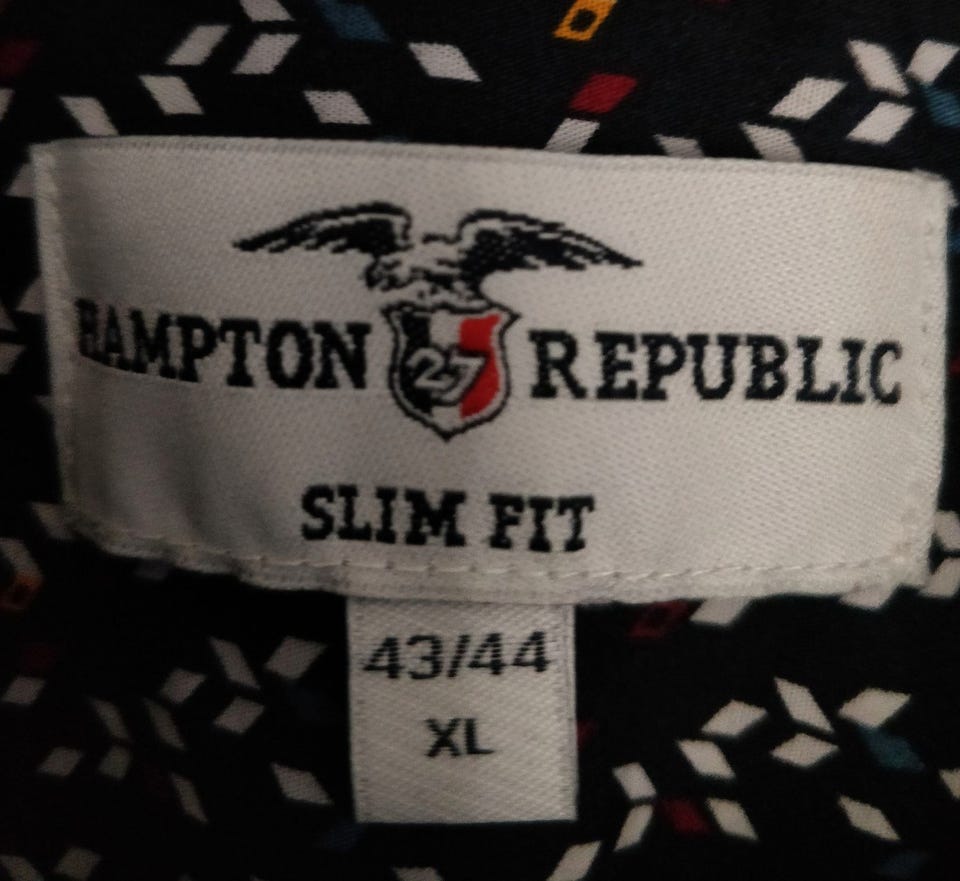 HAMPTON 27 REPUBLIC
SLIM FIT
43/44
XL